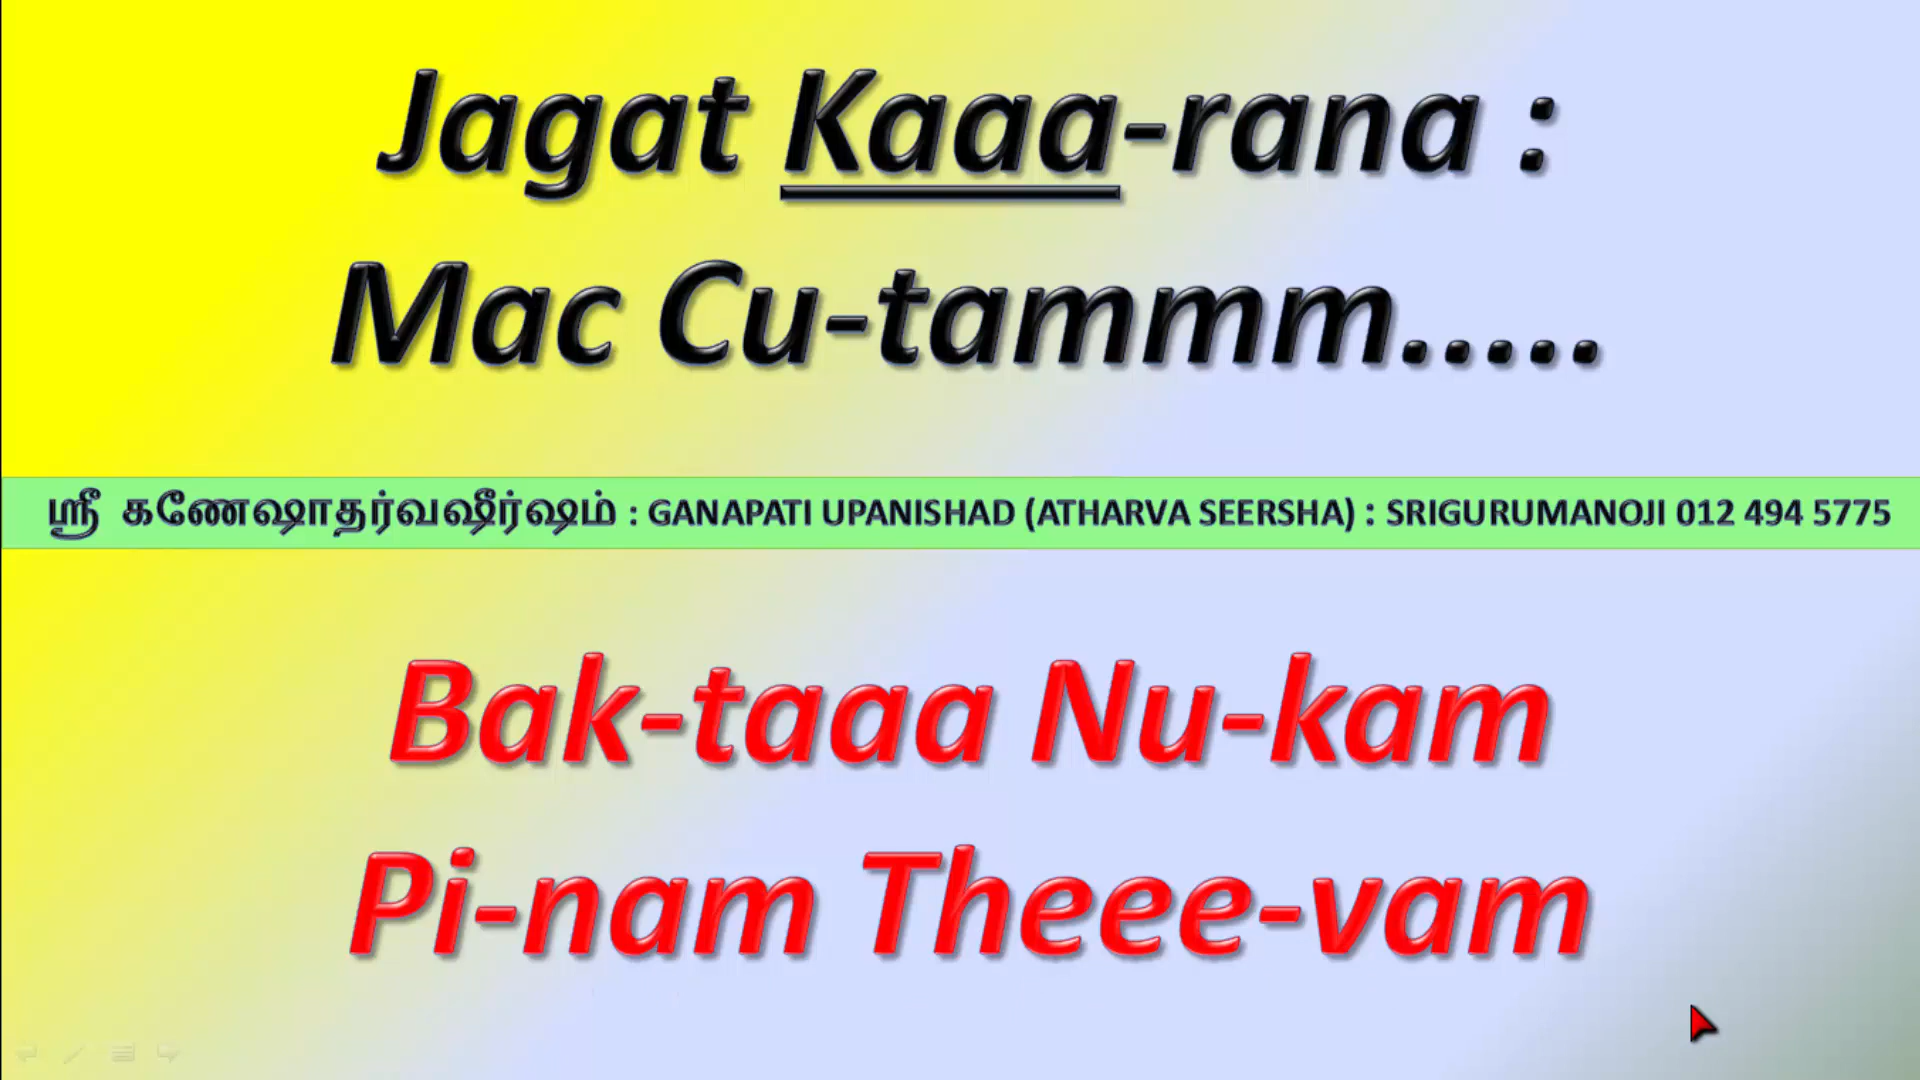 Jagat Kaaa-rana :
Mac Cu-tammm.....
ஸ்ரீ கணேஷாதர்வஷீர்ஷம் : GANAPATI UPANISHAD (ATHARVA SEERSHA) : SRIGURUMANOJI 012 494 5775
Bak-taaa Nu-kam
Pi-nam Theee-vam